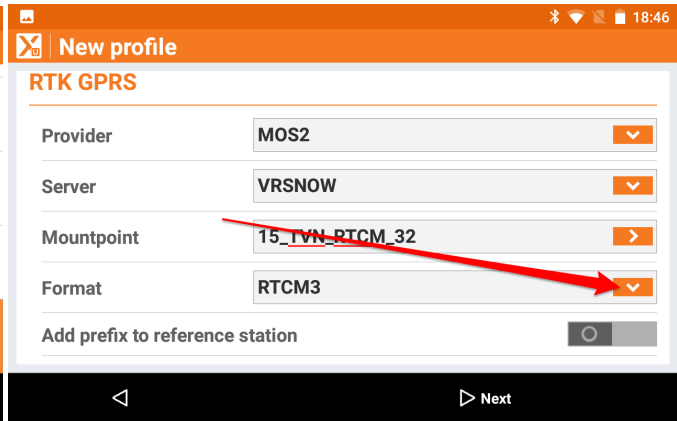 18:46
Xu New profile
RTK GPRS
Provider MOS2
Server VRSNOW
Mountpoint 15_TVN_RTCM_32
Format RTCM3
Add prefix to reference station
Next